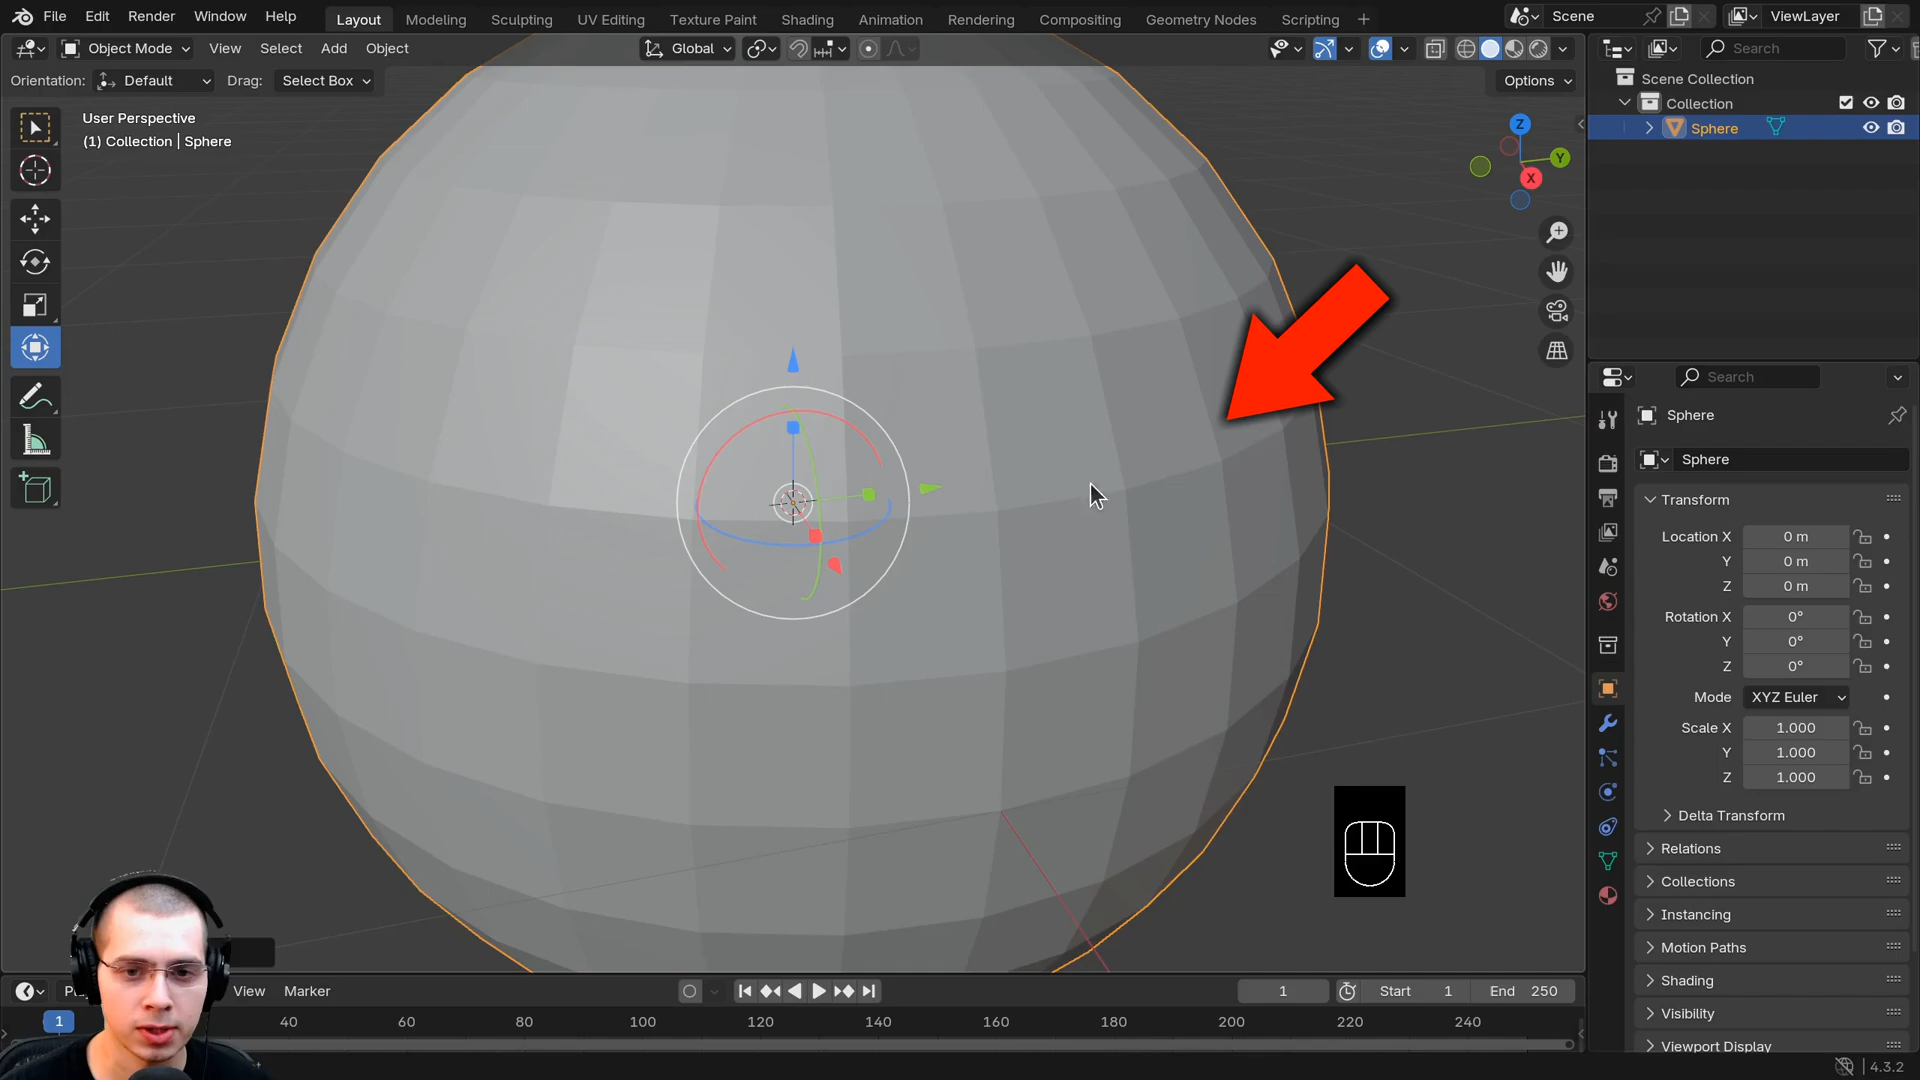 File Edit Render Window Help Layout Modeling Sculpting UV Editing Texture Paint Shading Animation Rendering Compositing Geometry Nodes Scripting Scene ViewLayer
Object Mode View Select Add Object Global Search
Orientation: Default Drag: Select Box Options
Scene Collection
Collection
Sphere
User Perspective
(1) Collection | Sphere
Z
Y
X
Search
Sphere
Sphere
Transform
Location X 0 m
Y 0 m
Z 0 m
Rotation X 0°
Y 0°
Z 0°
Mode XYZ Euler
Scale X 1.000
Y 1.000
Z 1.000
Delta Transform
Relations
Collections
Instancing
Motion Paths
Shading
Visibility
Viewport Display
View Marker 1 Start 1 End 250
1 40 60 80 100 120 140 160 180 200 220 240
4.3.2